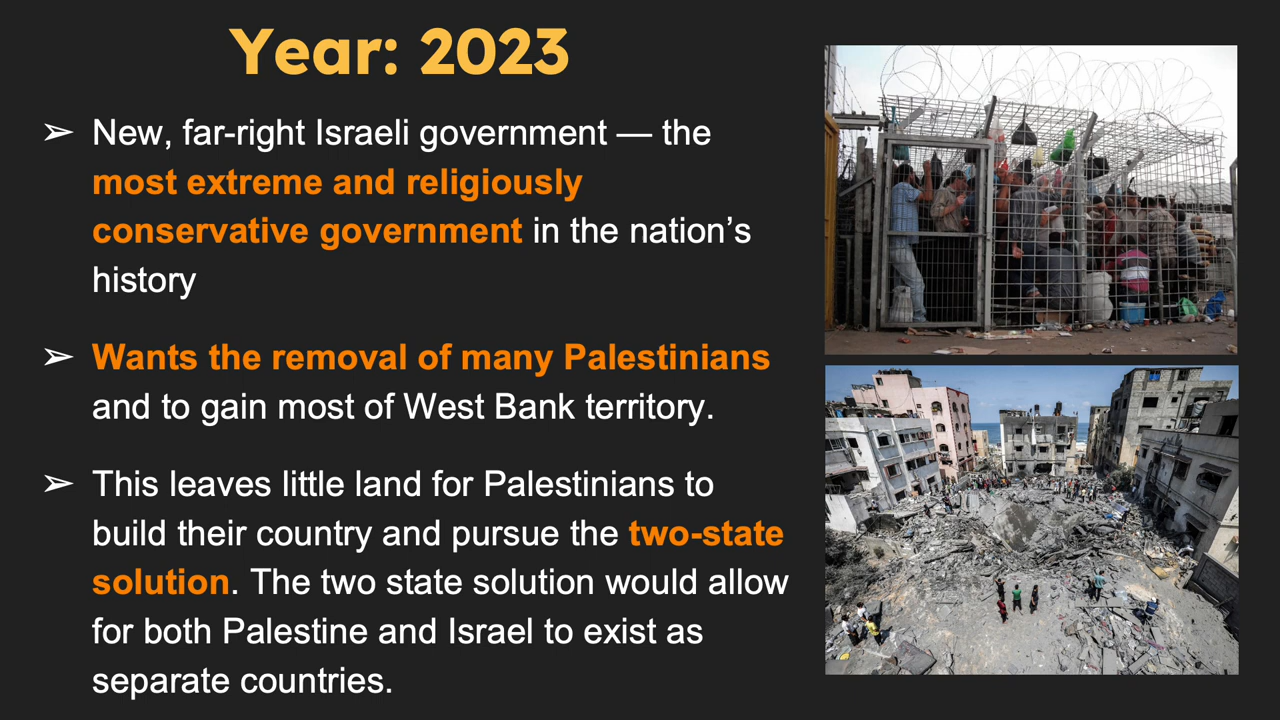 Year: 2023
➢ New, far-right Israeli government — the
most extreme and religiously
conservative government in the nation’s
history
➢ Wants the removal of many Palestinians
and to gain most of West Bank territory.
➢ This leaves little land for Palestinians to
build their country and pursue the two-state
solution. The two state solution would allow
for both Palestine and Israel to exist as
separate countries.